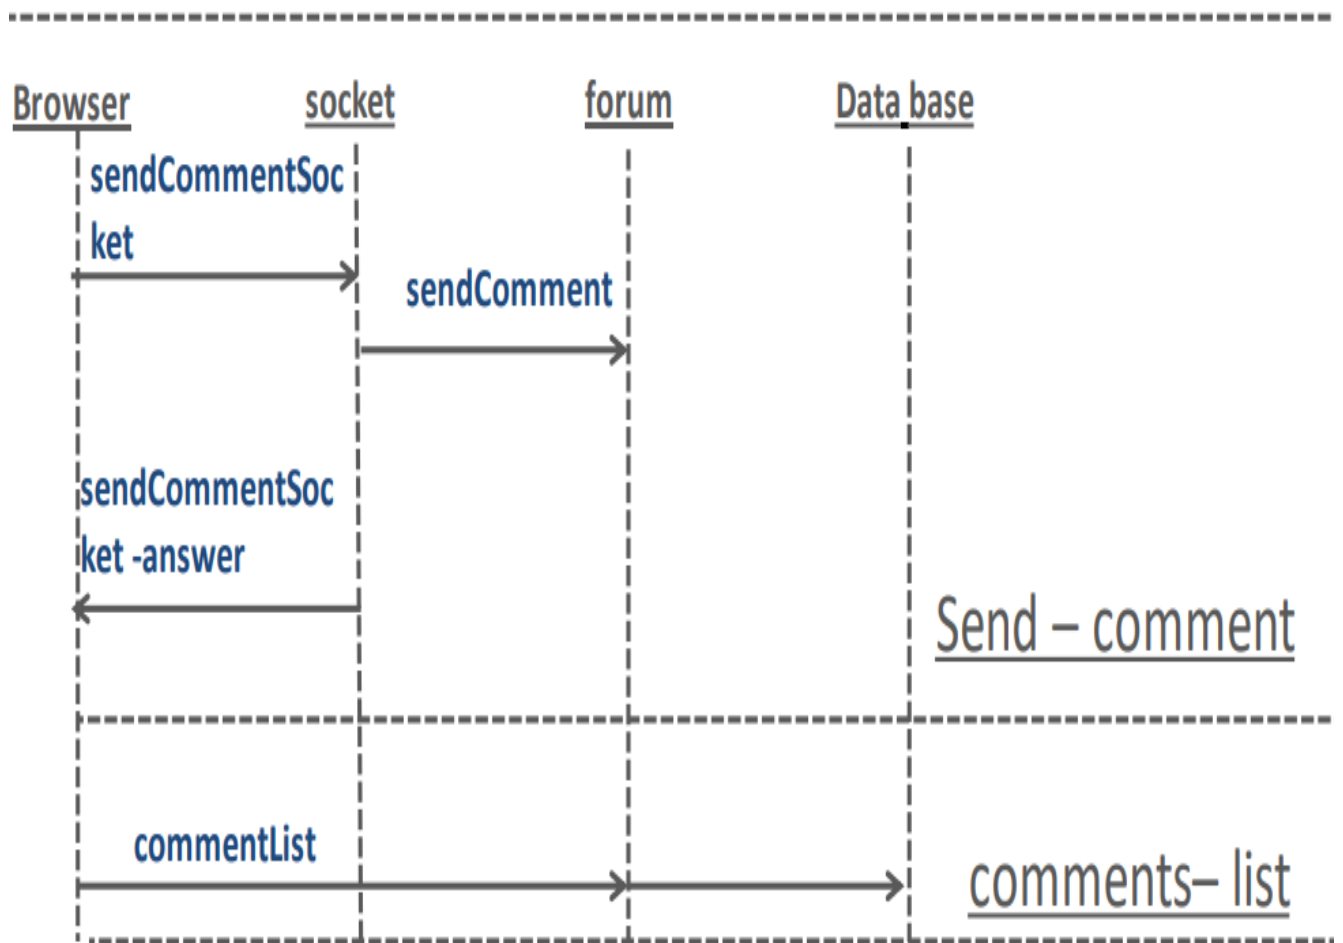 Browser socket forum Data base
sendCommentSoc
ket
sendComment
sendCommentSoc
ket -answer
Send – comment
commentList
comments– list